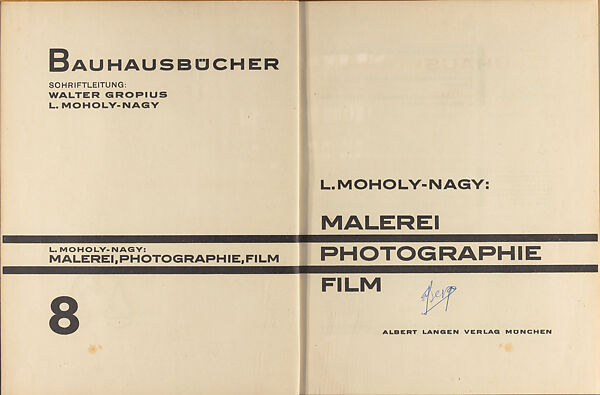 BAUHAUSBÜCHER
SCHRIFTLEITUNG:
WALTER GROPIUS
L. MOHOLY-NAGY
L. MOHOLY-NAGY:
MALEREI, PHOTOGRAPHIE, FILM
8
L. MOHOLY-NAGY:
MALEREI
PHOTOGRAPHIE
FILM
ALBERT LANGEN VERLAG MÜNCHEN